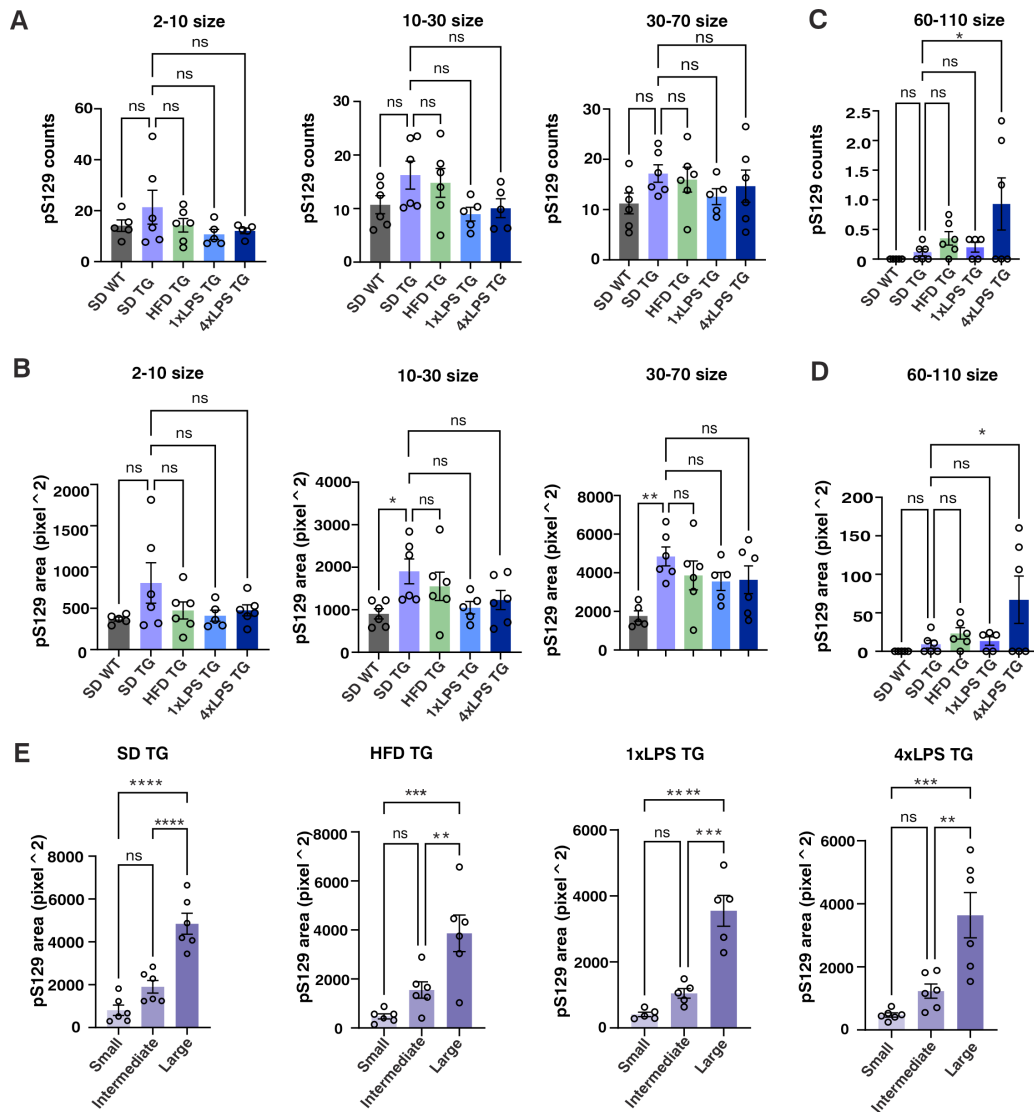 A
2-10 size
10-30 size
30-70 size
C
60-110 size
ns
ns
ns
ns
pS129 counts
60
40
20
0
SD WT
SD TG
HFD TG
1xLPS TG
4xLPS TG
ns
ns
ns
ns
pS129 counts
30
20
10
0
SD WT
SD TG
HFD TG
1xLPS TG
4xLPS TG
ns
ns
ns
ns
pS129 counts
30
20
10
0
SD WT
SD TG
HFD TG
1xLPS TG
4xLPS TG
*
ns
ns
ns
pS129 counts
2.5
2.0
1.5
1.0
0.5
0
SD WT
SD TG
HFD TG
1xLPS TG
4xLPS TG
B
2-10 size
10-30 size
30-70 size
D
60-110 size
ns
ns
ns
ns
pS129 area (pixel^2)
2000
1500
1000
500
0
SD WT
SD TG
HFD TG
1xLPS TG
4xLPS TG
ns
ns
*
ns
pS129 area (pixel^2)
4000
3000
2000
1000
0
SD WT
SD TG
HFD TG
1xLPS TG
4xLPS TG
ns
ns
**
ns
pS129 area (pixel^2)
8000
6000
4000
2000
0
SD WT
SD TG
HFD TG
1xLPS TG
4xLPS TG
*
ns
ns
ns
pS129 area (pixel^2)
200
150
100
50
0
SD WT
SD TG
HFD TG
1xLPS TG
4xLPS TG
E
SD TG
HFD TG
1xLPS TG
4xLPS TG
****
****
ns
pS129 area (pixel^2)
8000
6000
4000
2000
0
Small
Intermediate
Large
***
ns
**
pS129 area (pixel^2)
8000
6000
4000
2000
0
Small
Intermediate
Large
****
ns
***
pS129 area (pixel^2)
6000
4000
2000
0
Small
Intermediate
Large
***
ns
**
pS129 area (pixel^2)
6000
4000
2000
0
Small
Intermediate
Large